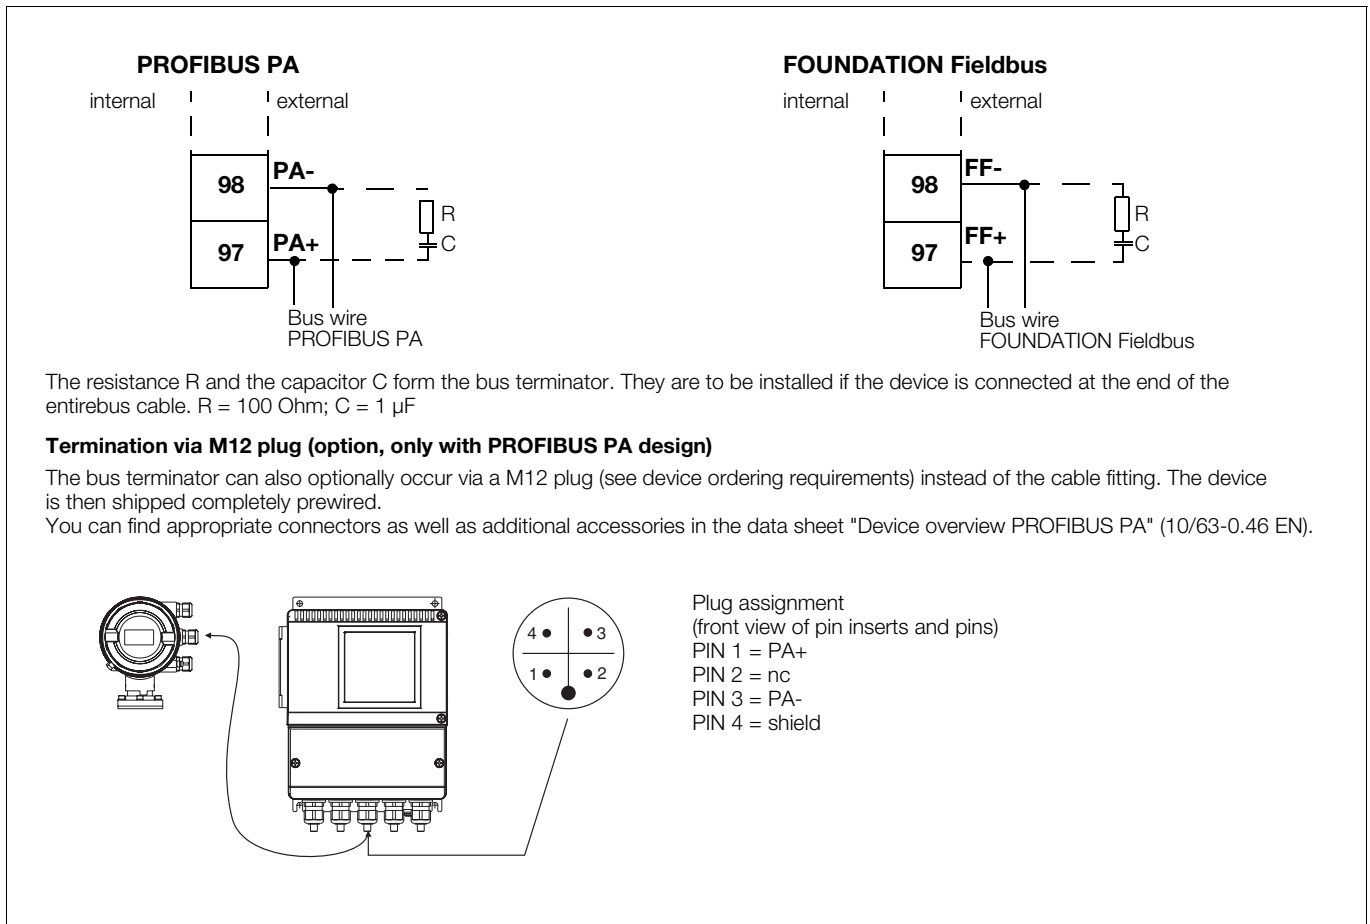 PROFIBUS PA
internal external
98 PA-
97 PA+
R
C
Bus wire
PROFIBUS PA
FOUNDATION Fieldbus
internal external
98 FF-
97 FF+
R
C
Bus wire
FOUNDATION Fieldbus
The resistance R and the capacitor C form the bus terminator. They are to be installed if the device is connected at the end of the
entirebus cable. R = 100 Ohm; C = 1 µF
Termination via M12 plug (option, only with PROFIBUS PA design)
The bus terminator can also optionally occur via a M12 plug (see device ordering requirements) instead of the cable fitting. The device
is then shipped completely prewired.
You can find appropriate connectors as well as additional accessories in the data sheet "Device overview PROFIBUS PA" (10/63-0.46 EN).
4 3
1 2
Plug assignment
(front view of pin inserts and pins)
PIN 1 = PA+
PIN 2 = nc
PIN 3 = PA-
PIN 4 = shield